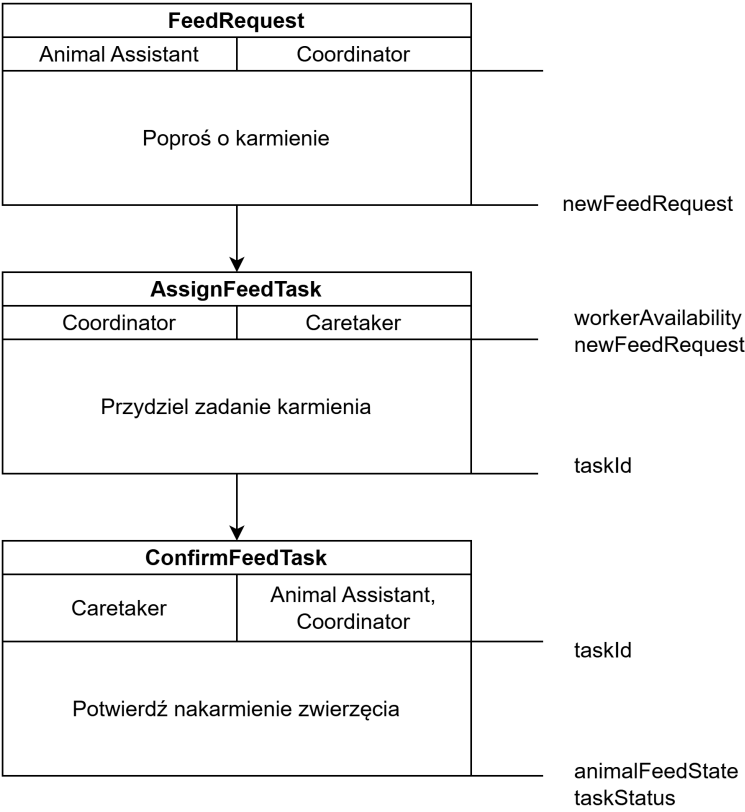 FeedRequest
Animal Assistant
Coordinator
Poproś o karmienie
newFeedRequest
AssignFeedTask
Coordinator
Caretaker
workerAvailability
newFeedRequest
Przydziel zadanie karmienia
taskId
ConfirmFeedTask
Caretaker
Animal Assistant,
Coordinator
taskId
Potwierdź nakarmienie zwierzęcia
animalFeedState
taskStatus